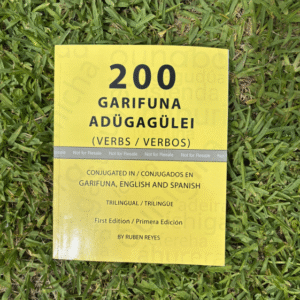 200
GARIFUNA
ADÜGAGÜLEI
(VERBS / VERBOS)
CONJUGATED IN / CONJUGADOS EN
GARIFUNA, ENGLISH AND SPANISH
TRILINGUAL / TRILINGÜE
First Edition / Primera Edición
BY RUBEN REYES